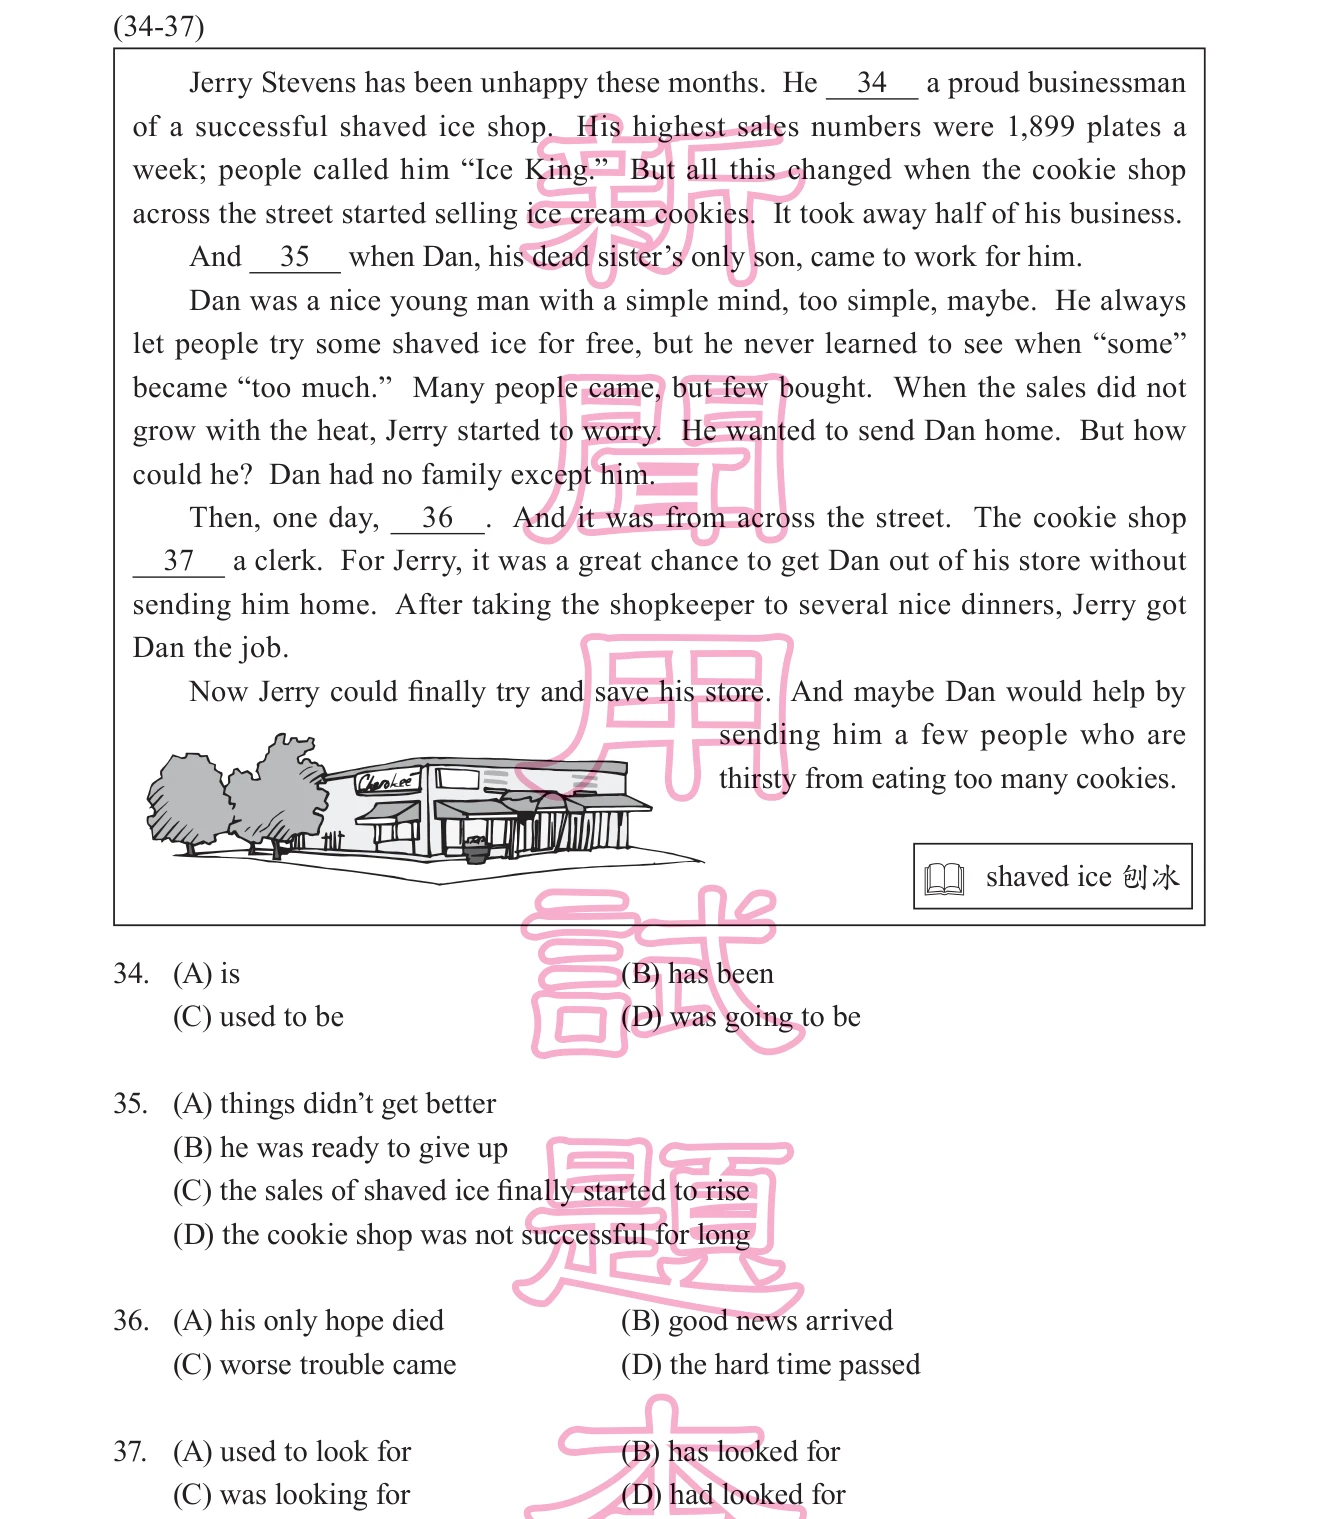 (34-37)
Jerry Stevens has been unhappy these months. He 34 a proud businessman
of a successful shaved ice shop. His highest sales numbers were 1,899 plates a
week; people called him “Ice King.” But all this changed when the cookie shop
across the street started selling ice cream cookies. It took away half of his business.
And 35 when Dan, his dead sister’s only son, came to work for him.
Dan was a nice young man with a simple mind, too simple, maybe. He always
let people try some shaved ice for free, but he never learned to see when “some”
became “too much.” Many people came, but few bought. When the sales did not
grow with the heat, Jerry started to worry. He wanted to send Dan home. But how
could he? Dan had no family except him.
Then, one day, 36. And it was from across the street. The cookie shop
37 a clerk. For Jerry, it was a great chance to get Dan out of his store without
sending him home. After taking the shopkeeper to several nice dinners, Jerry got
Dan the job.
Now Jerry could finally try and save his store. And maybe Dan would help by
sending him a few people who are
thirsty from eating too many cookies.
Cherokee
shaved ice 刨冰
34. (A) is (B) has been
(C) used to be (D) was going to be
35. (A) things didn’t get better
(B) he was ready to give up
(C) the sales of shaved ice finally started to rise
(D) the cookie shop was not successful for long
36. (A) his only hope died (B) good news arrived
(C) worse trouble came (D) the hard time passed
37. (A) used to look for (B) has looked for
(C) was looking for (D) had looked for
新聞用試題本